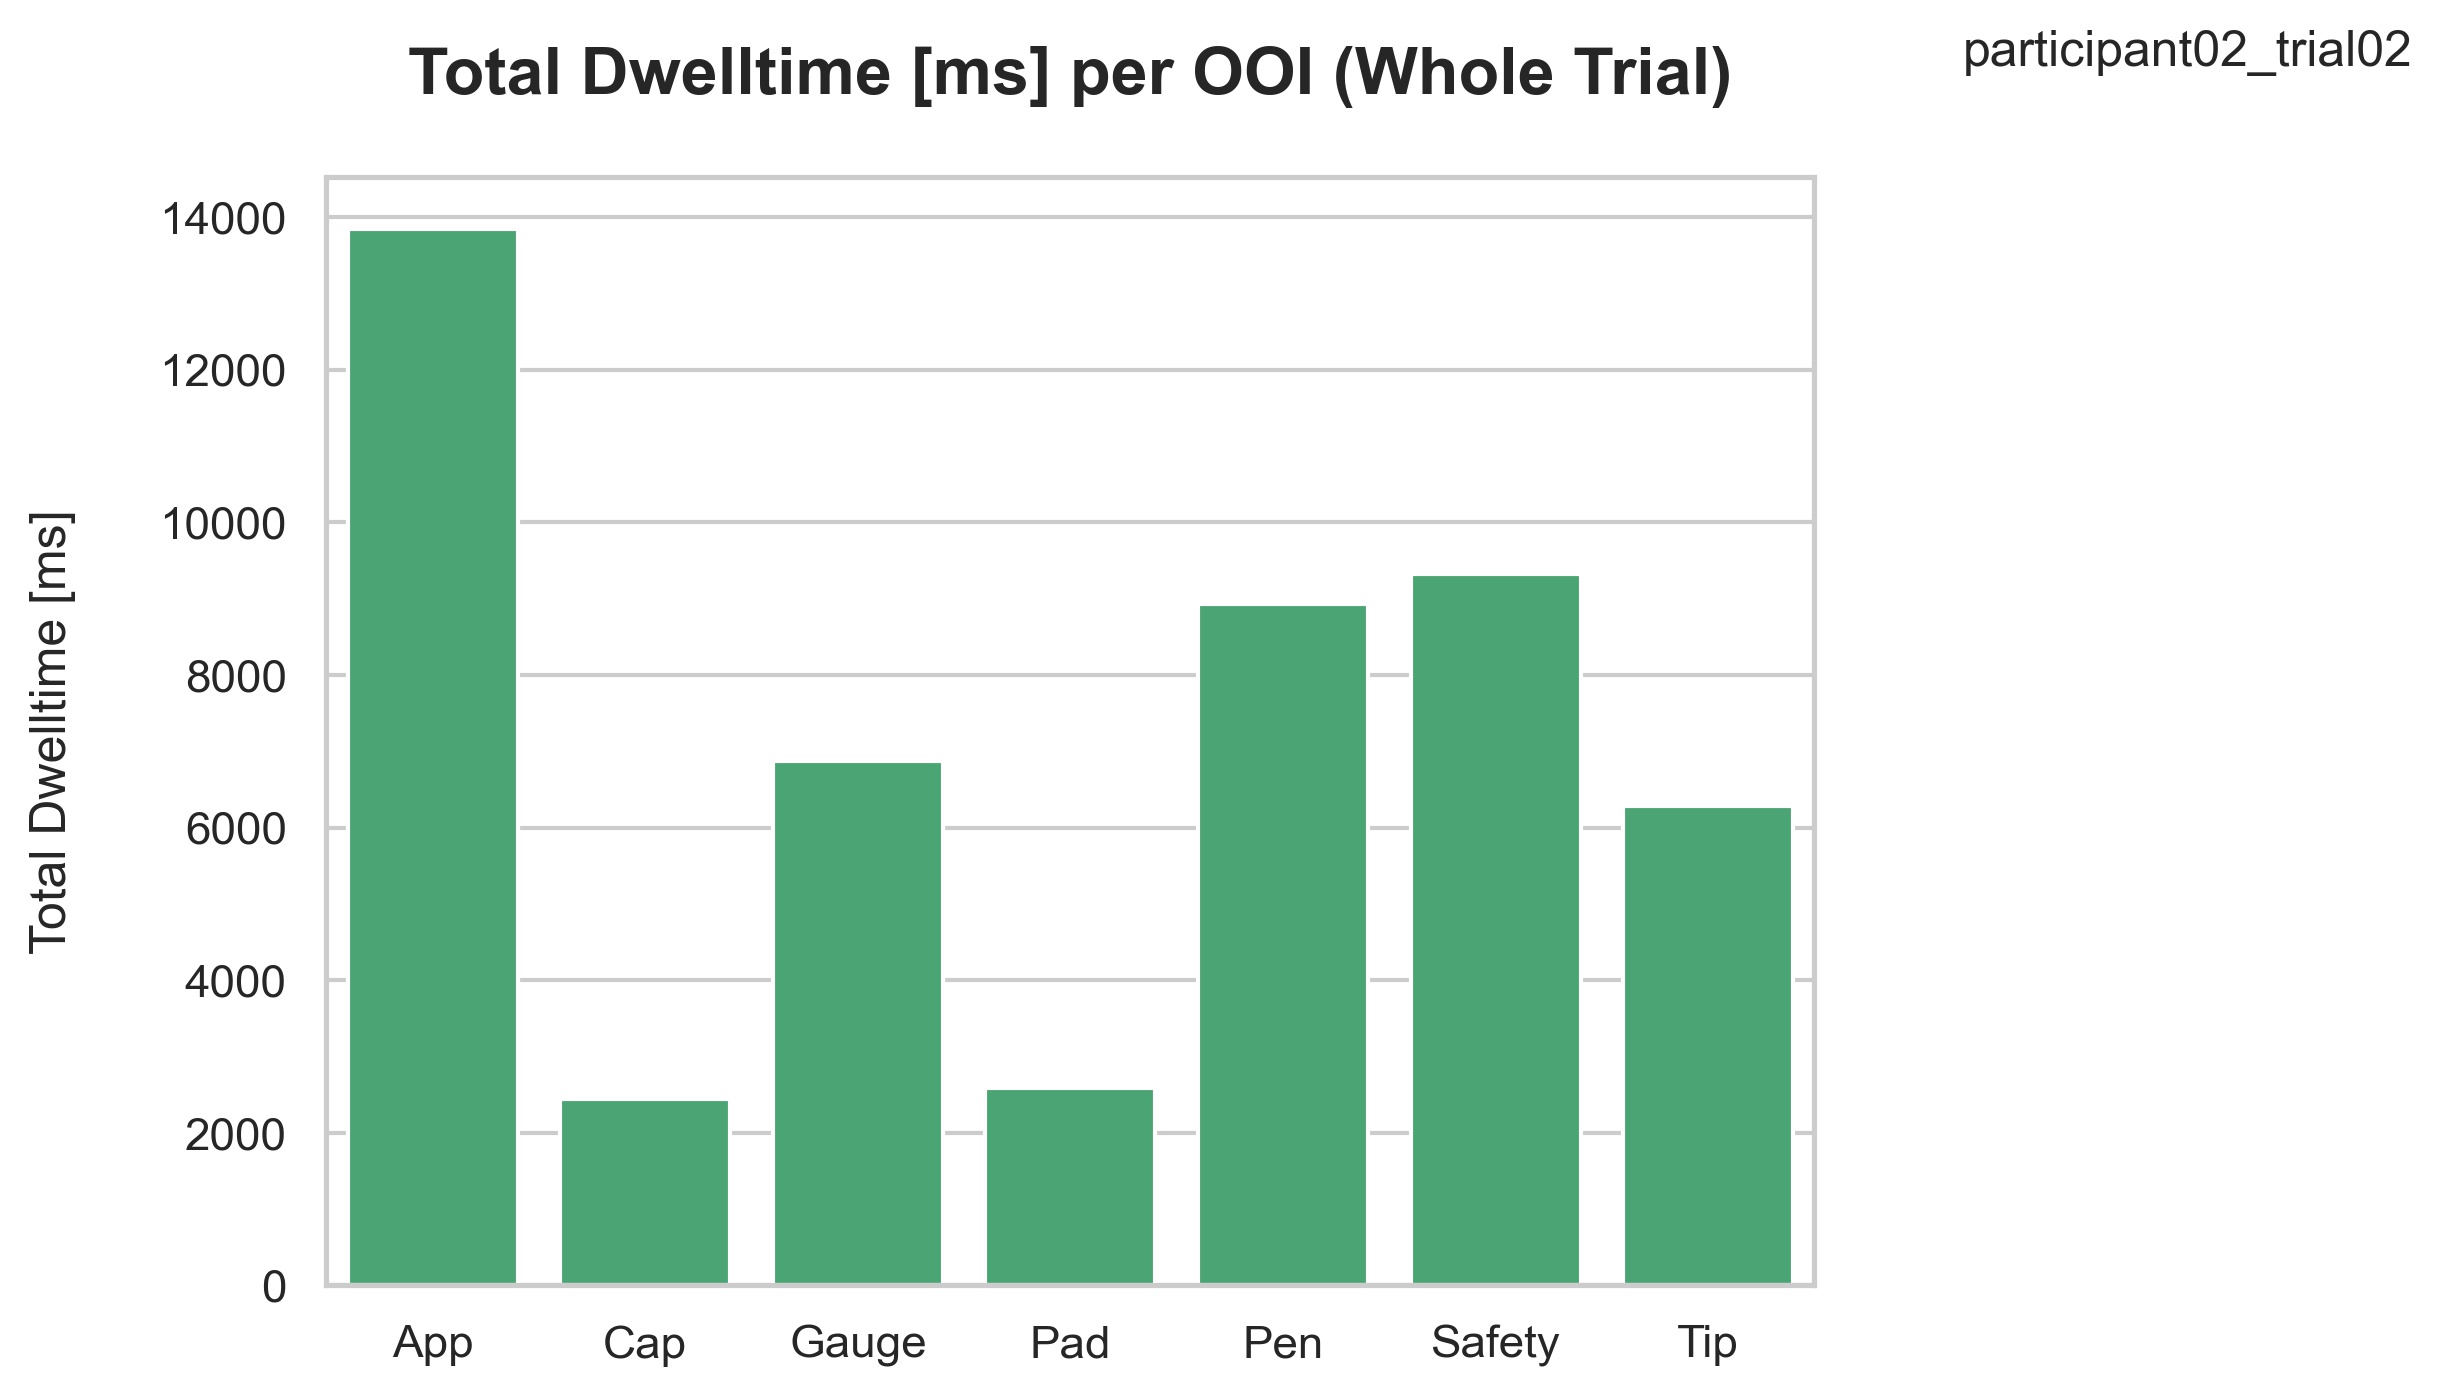 participant02_trial02
Total Dwelltime [ms] per OOI (Whole Trial)
Total Dwelltime [ms]
14000
12000
10000
8000
6000
4000
2000
0
App Cap Gauge Pad Pen Safety Tip